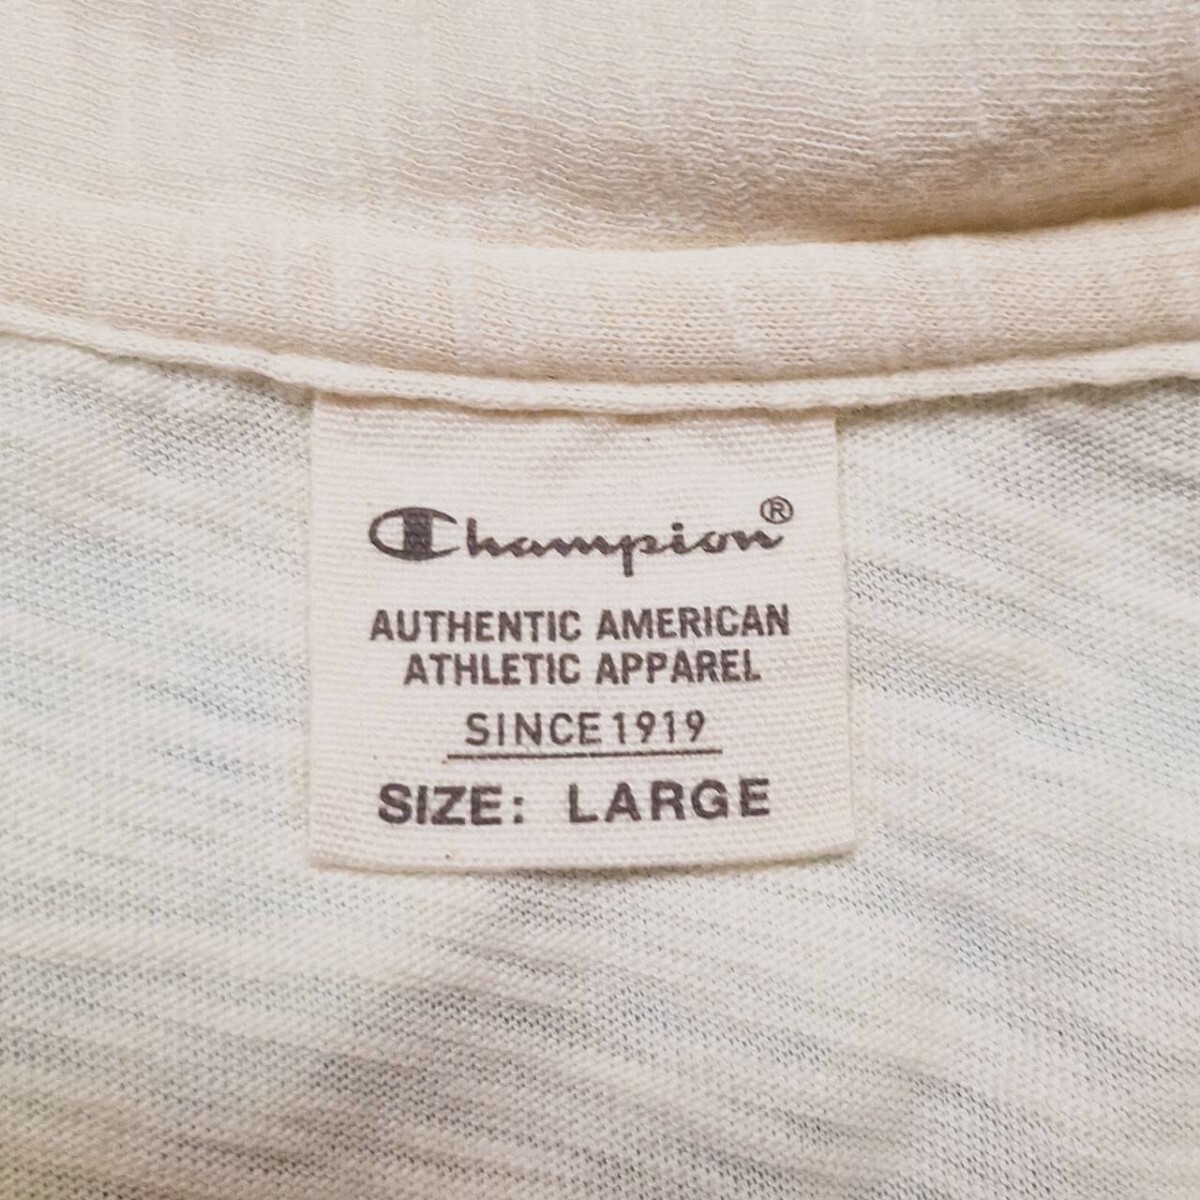 Champion®
AUTHENTIC AMERICAN
ATHLETIC APPAREL
SINCE 1919
SIZE: LARGE